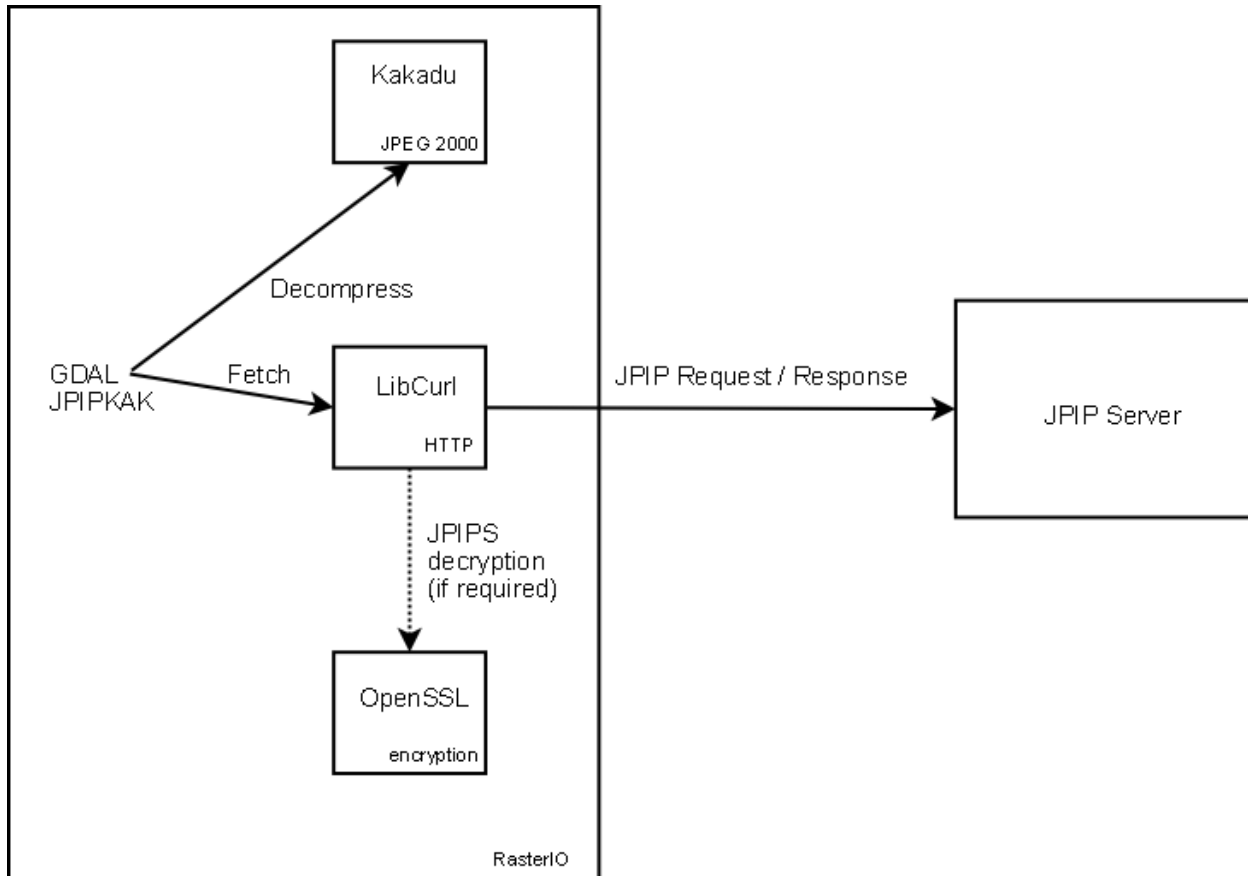 Kakadu
JPEG 2000
Decompress
GDAL
JPIPKAK
Fetch
LibCurl
HTTP
JPIP Request / Response
JPIP Server
JPIPS
decryption
(if required)
OpenSSL
encryption
RasterIO